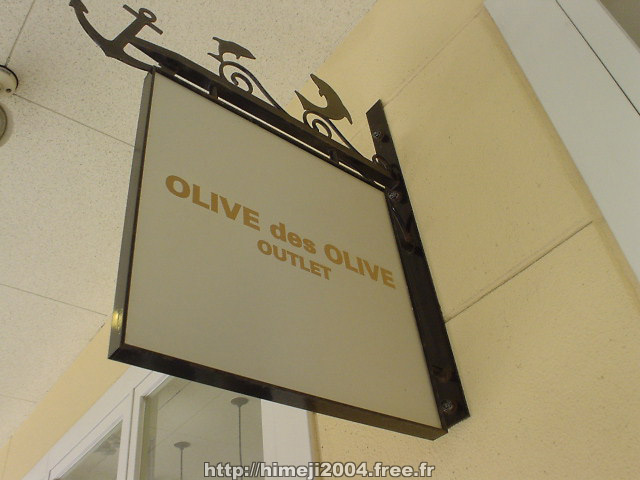 OLIVE des OLIVE
OUTLET
http://himeji2004.free.fr